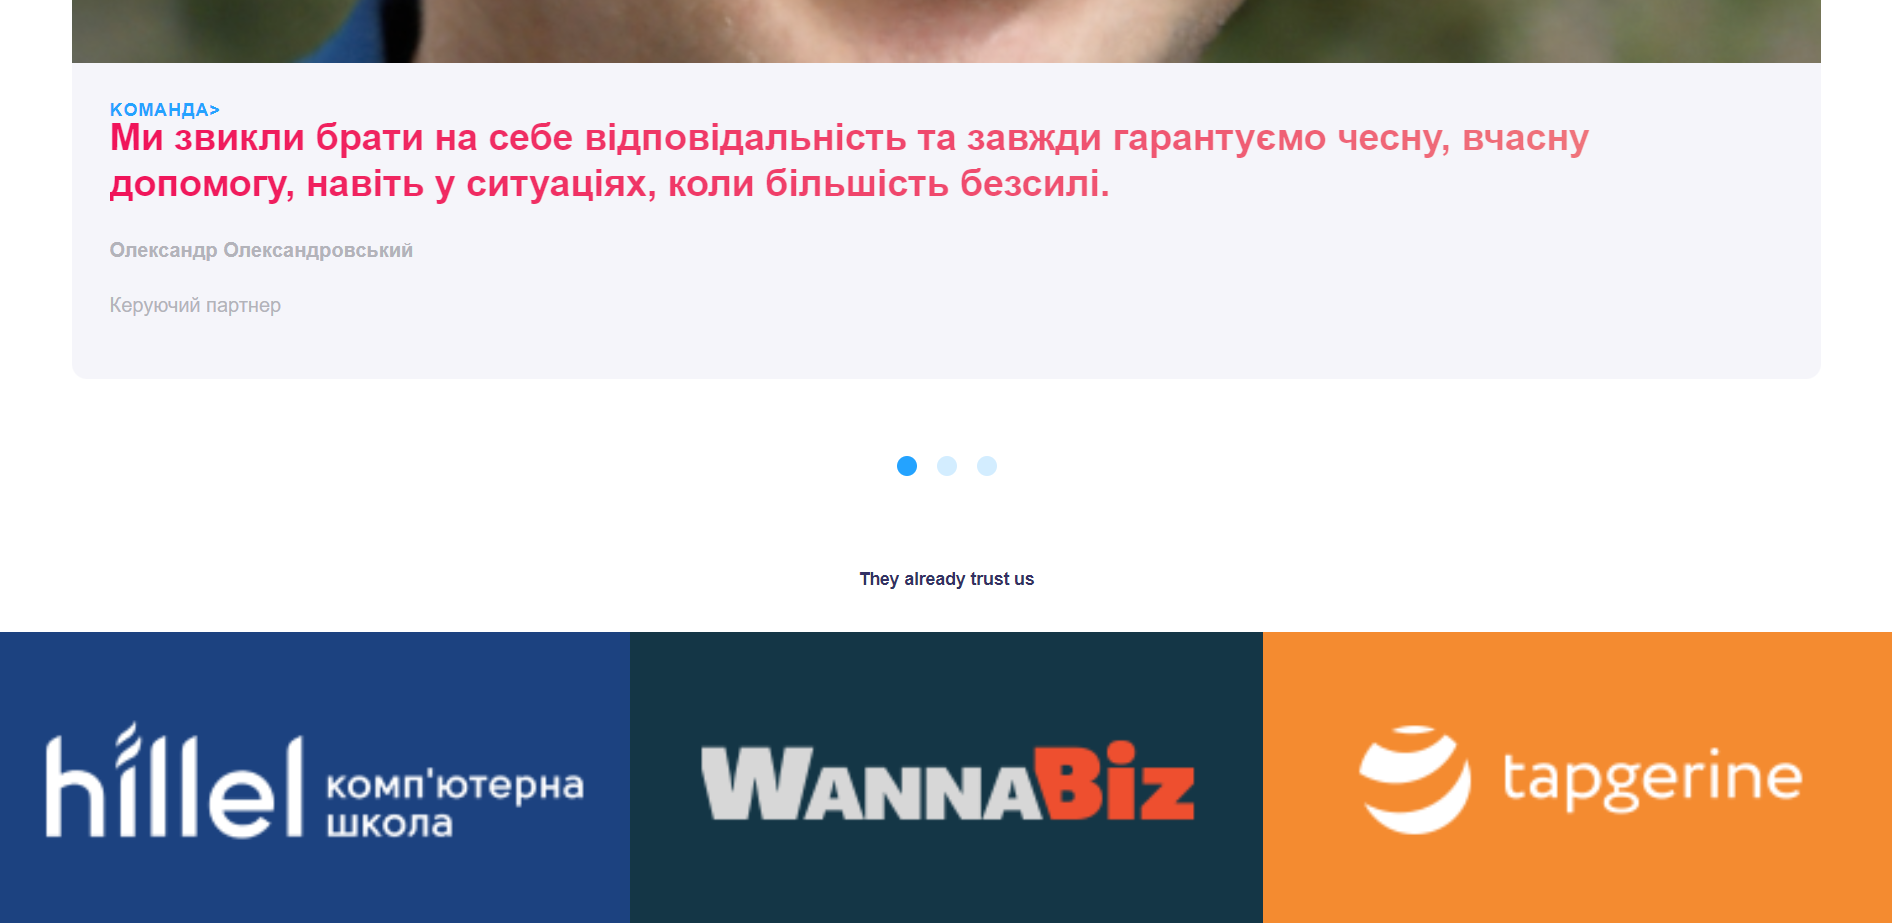 КОМАНДА>
Ми звикли брати на себе відповідальність та завжди гарантуємо чесну, вчасну
допомогу, навіть у ситуаціях, коли більшість безсилі.
Олександр Олександровський
Керуючий партнер
They already trust us
hillel комп'ютерна
школа
WANNABIZ
tapgerine